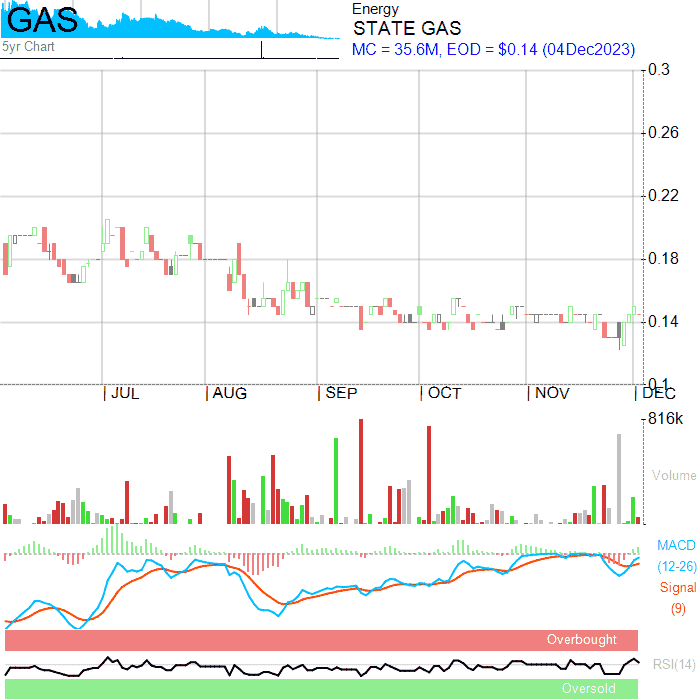 GAS
5yr Chart
Energy
STATE GAS
MC = 35.6M, EOD = $0.14 (04Dec2023)
0.3
0.26
0.22
0.18
0.14
0.1
JUL AUG SEP OCT NOV DEC
816k
Volume
MACD
(12-26)
Signal
(9)
Overbought
RSI(14)
Oversold